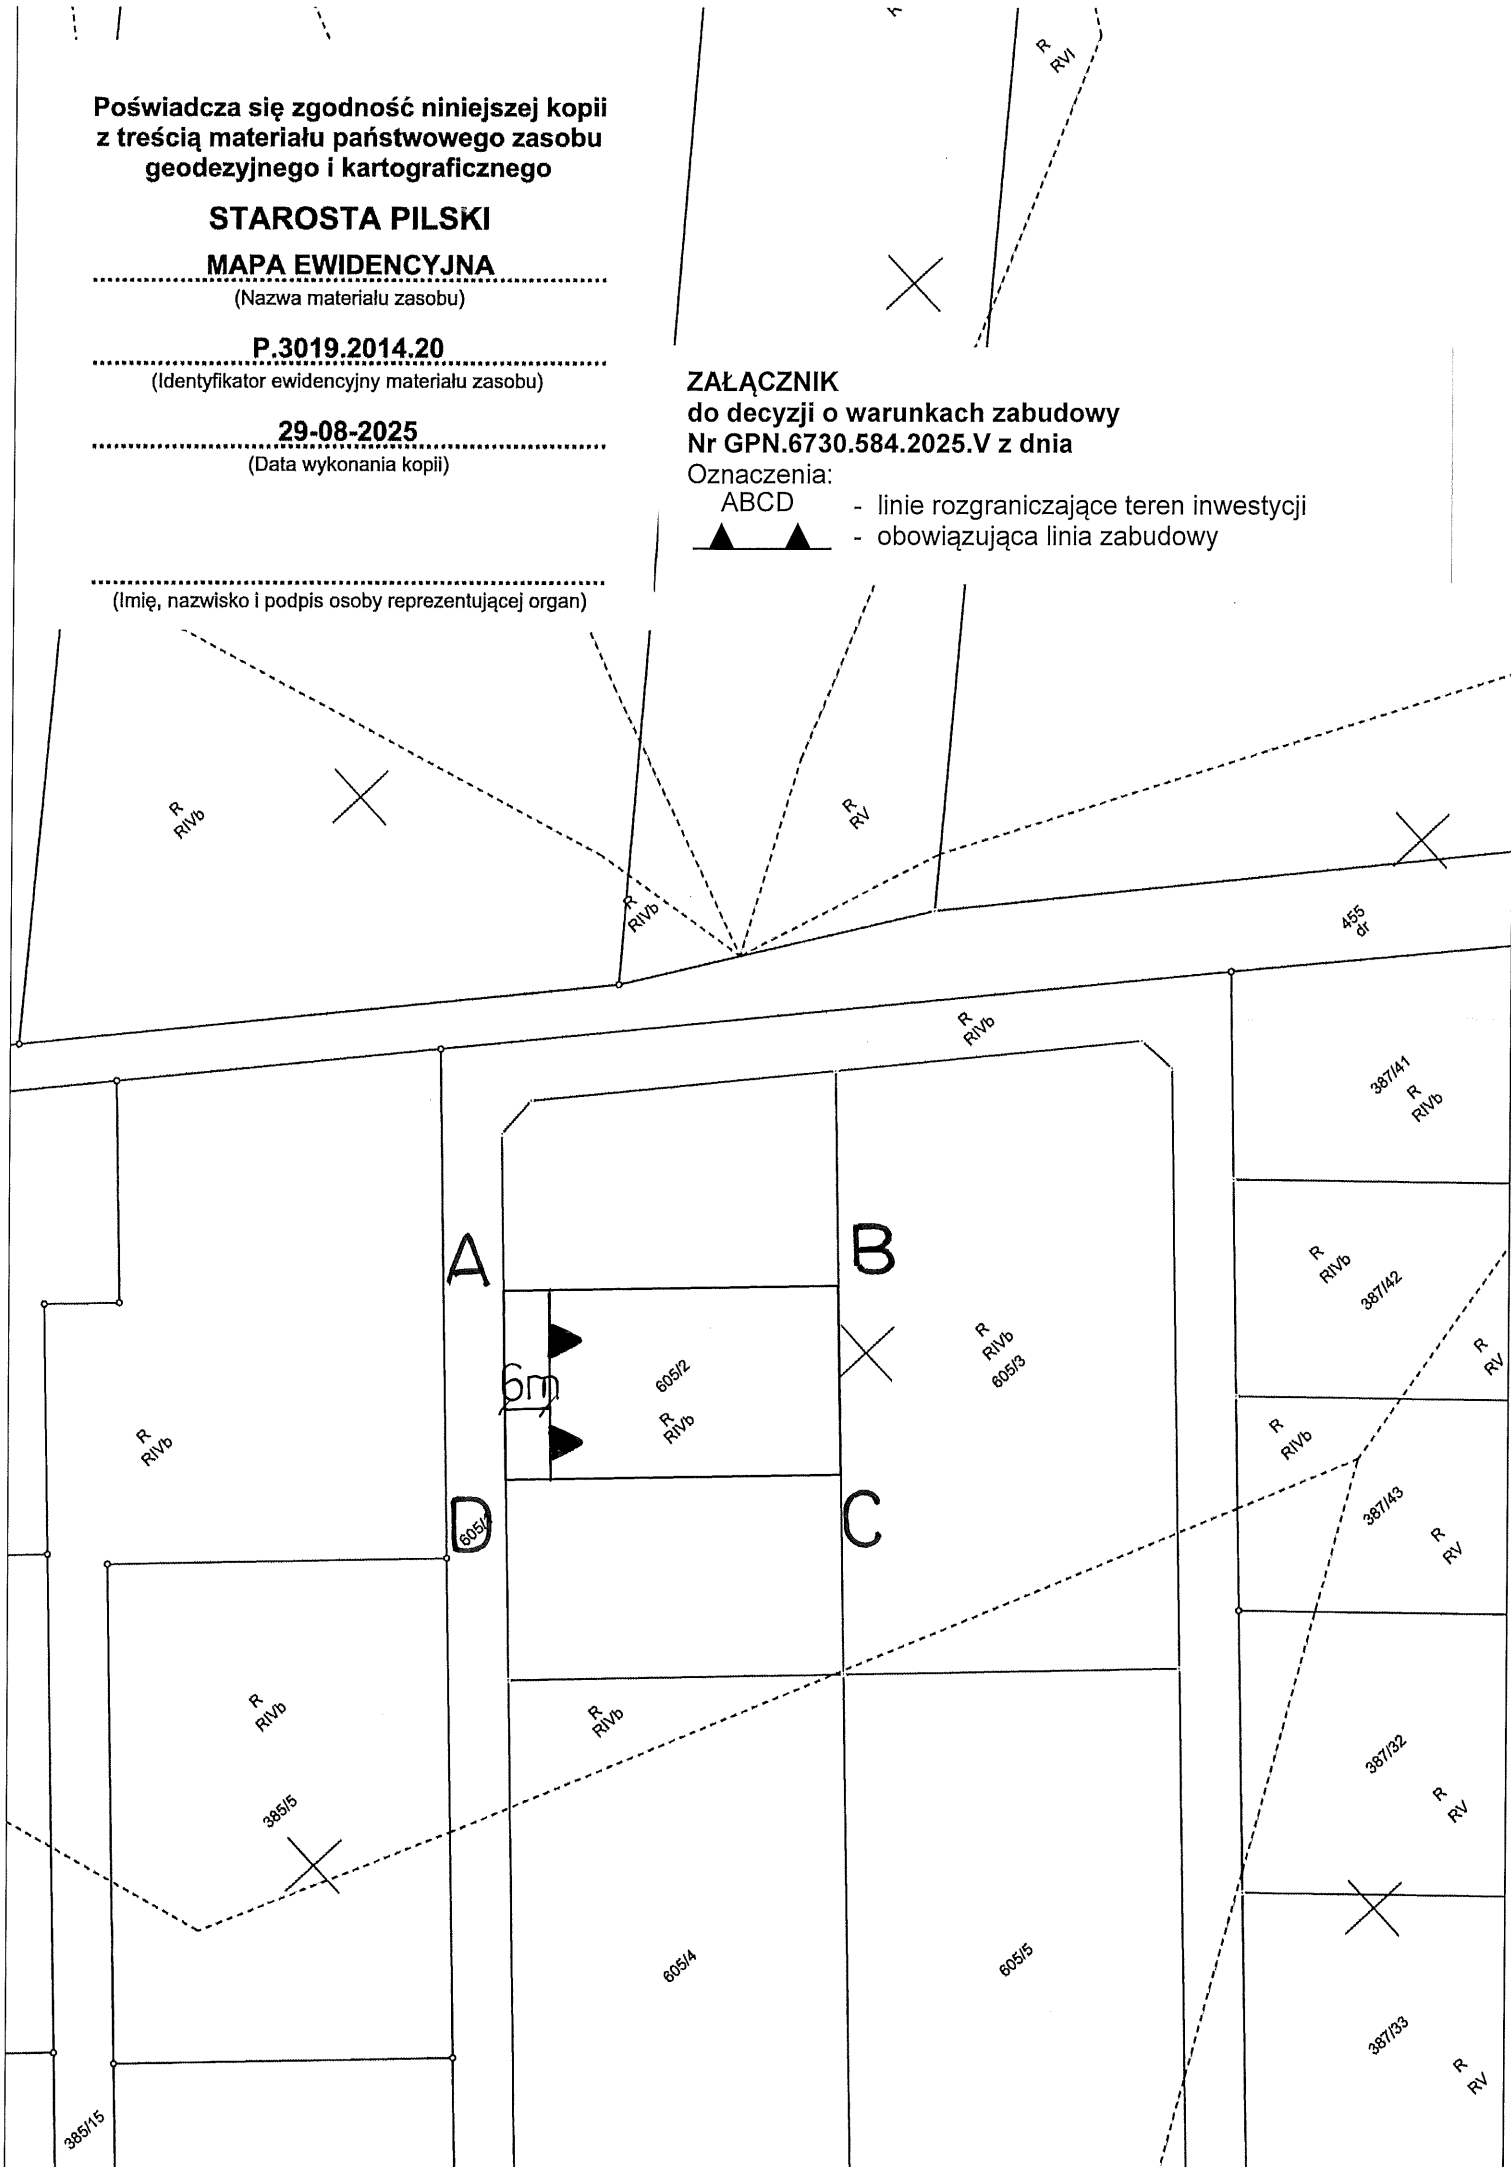 R
RVI
Poświadcza się zgodność niniejszej kopii
z treścią materiału państwowego zasobu
geodezyjnego i kartograficznego
STAROSTA PILSKI
MAPA EWIDENCYJNA
(Nazwa materiału zasobu)
P.3019.2014.20
(Identyfikator ewidencyjny materiału zasobu)
29-08-2025
(Data wykonania kopii)
(Imię, nazwisko i podpis osoby reprezentującej organ)
ZAŁĄCZNIK
do decyzji o warunkach zabudowy
Nr GPN.6730.584.2025.V z dnia
Oznaczenia:
ABCD - linie rozgraniczające teren inwestycji
- obowiązująca linia zabudowy
R
RIVb
R
RV
R
RIVb
455
dr
R
RIVb
387/41
R
RIVb
A
B
R
RIVb
387/42
R
RV
6m
605/2
R
RIVb
R
RIVb
605/3
R
RIVb
R
RIVb
D
C
387/43
R
RV
R
RIVb
R
RIVb
387/32
R
RV
385/5
605/4
605/5
387/33
R
RV
385/15